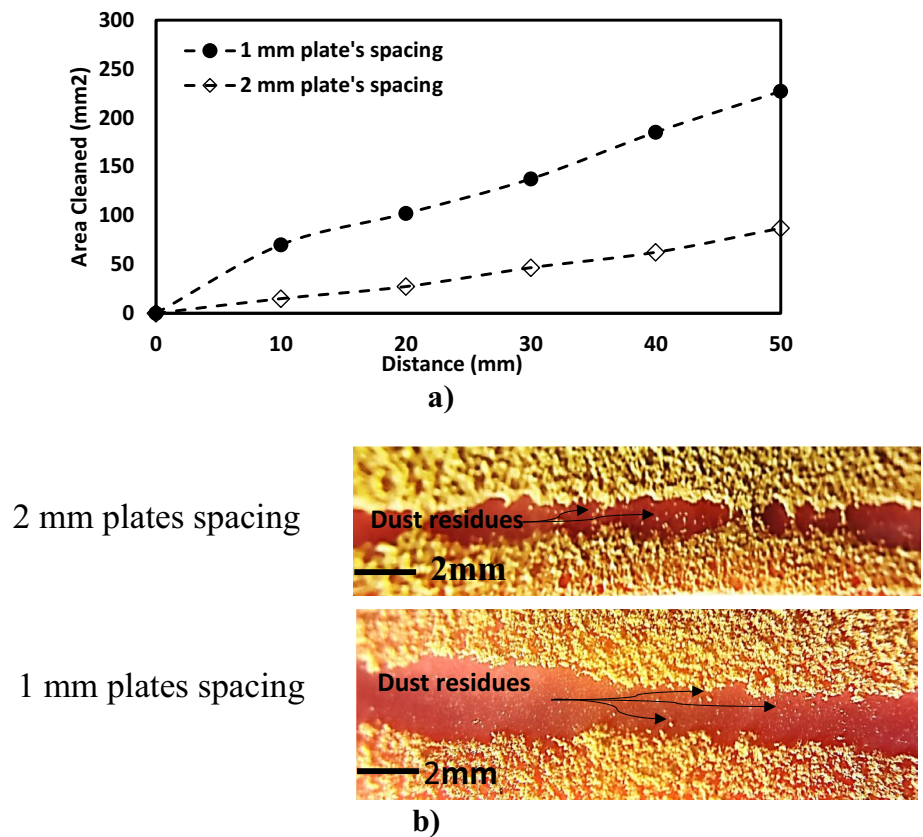 300
250
200
150
100
50
0
Area Cleaned (mm2)
1 mm plate's spacing
2 mm plate's spacing
0 10 20 30 40 50
Distance (mm)
a)
2 mm plates spacing
Dust residues
2mm
1 mm plates spacing
Dust residues
2mm
b)